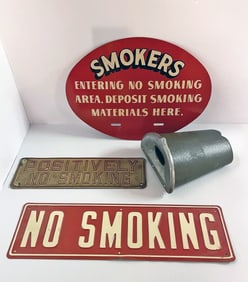 SMOKERS
ENTERING NO SMOKING
AREA, DEPOSIT SMOKING
MATERIALS HERE.
POSITIVELY
NO SMOKING
NO SMOKING